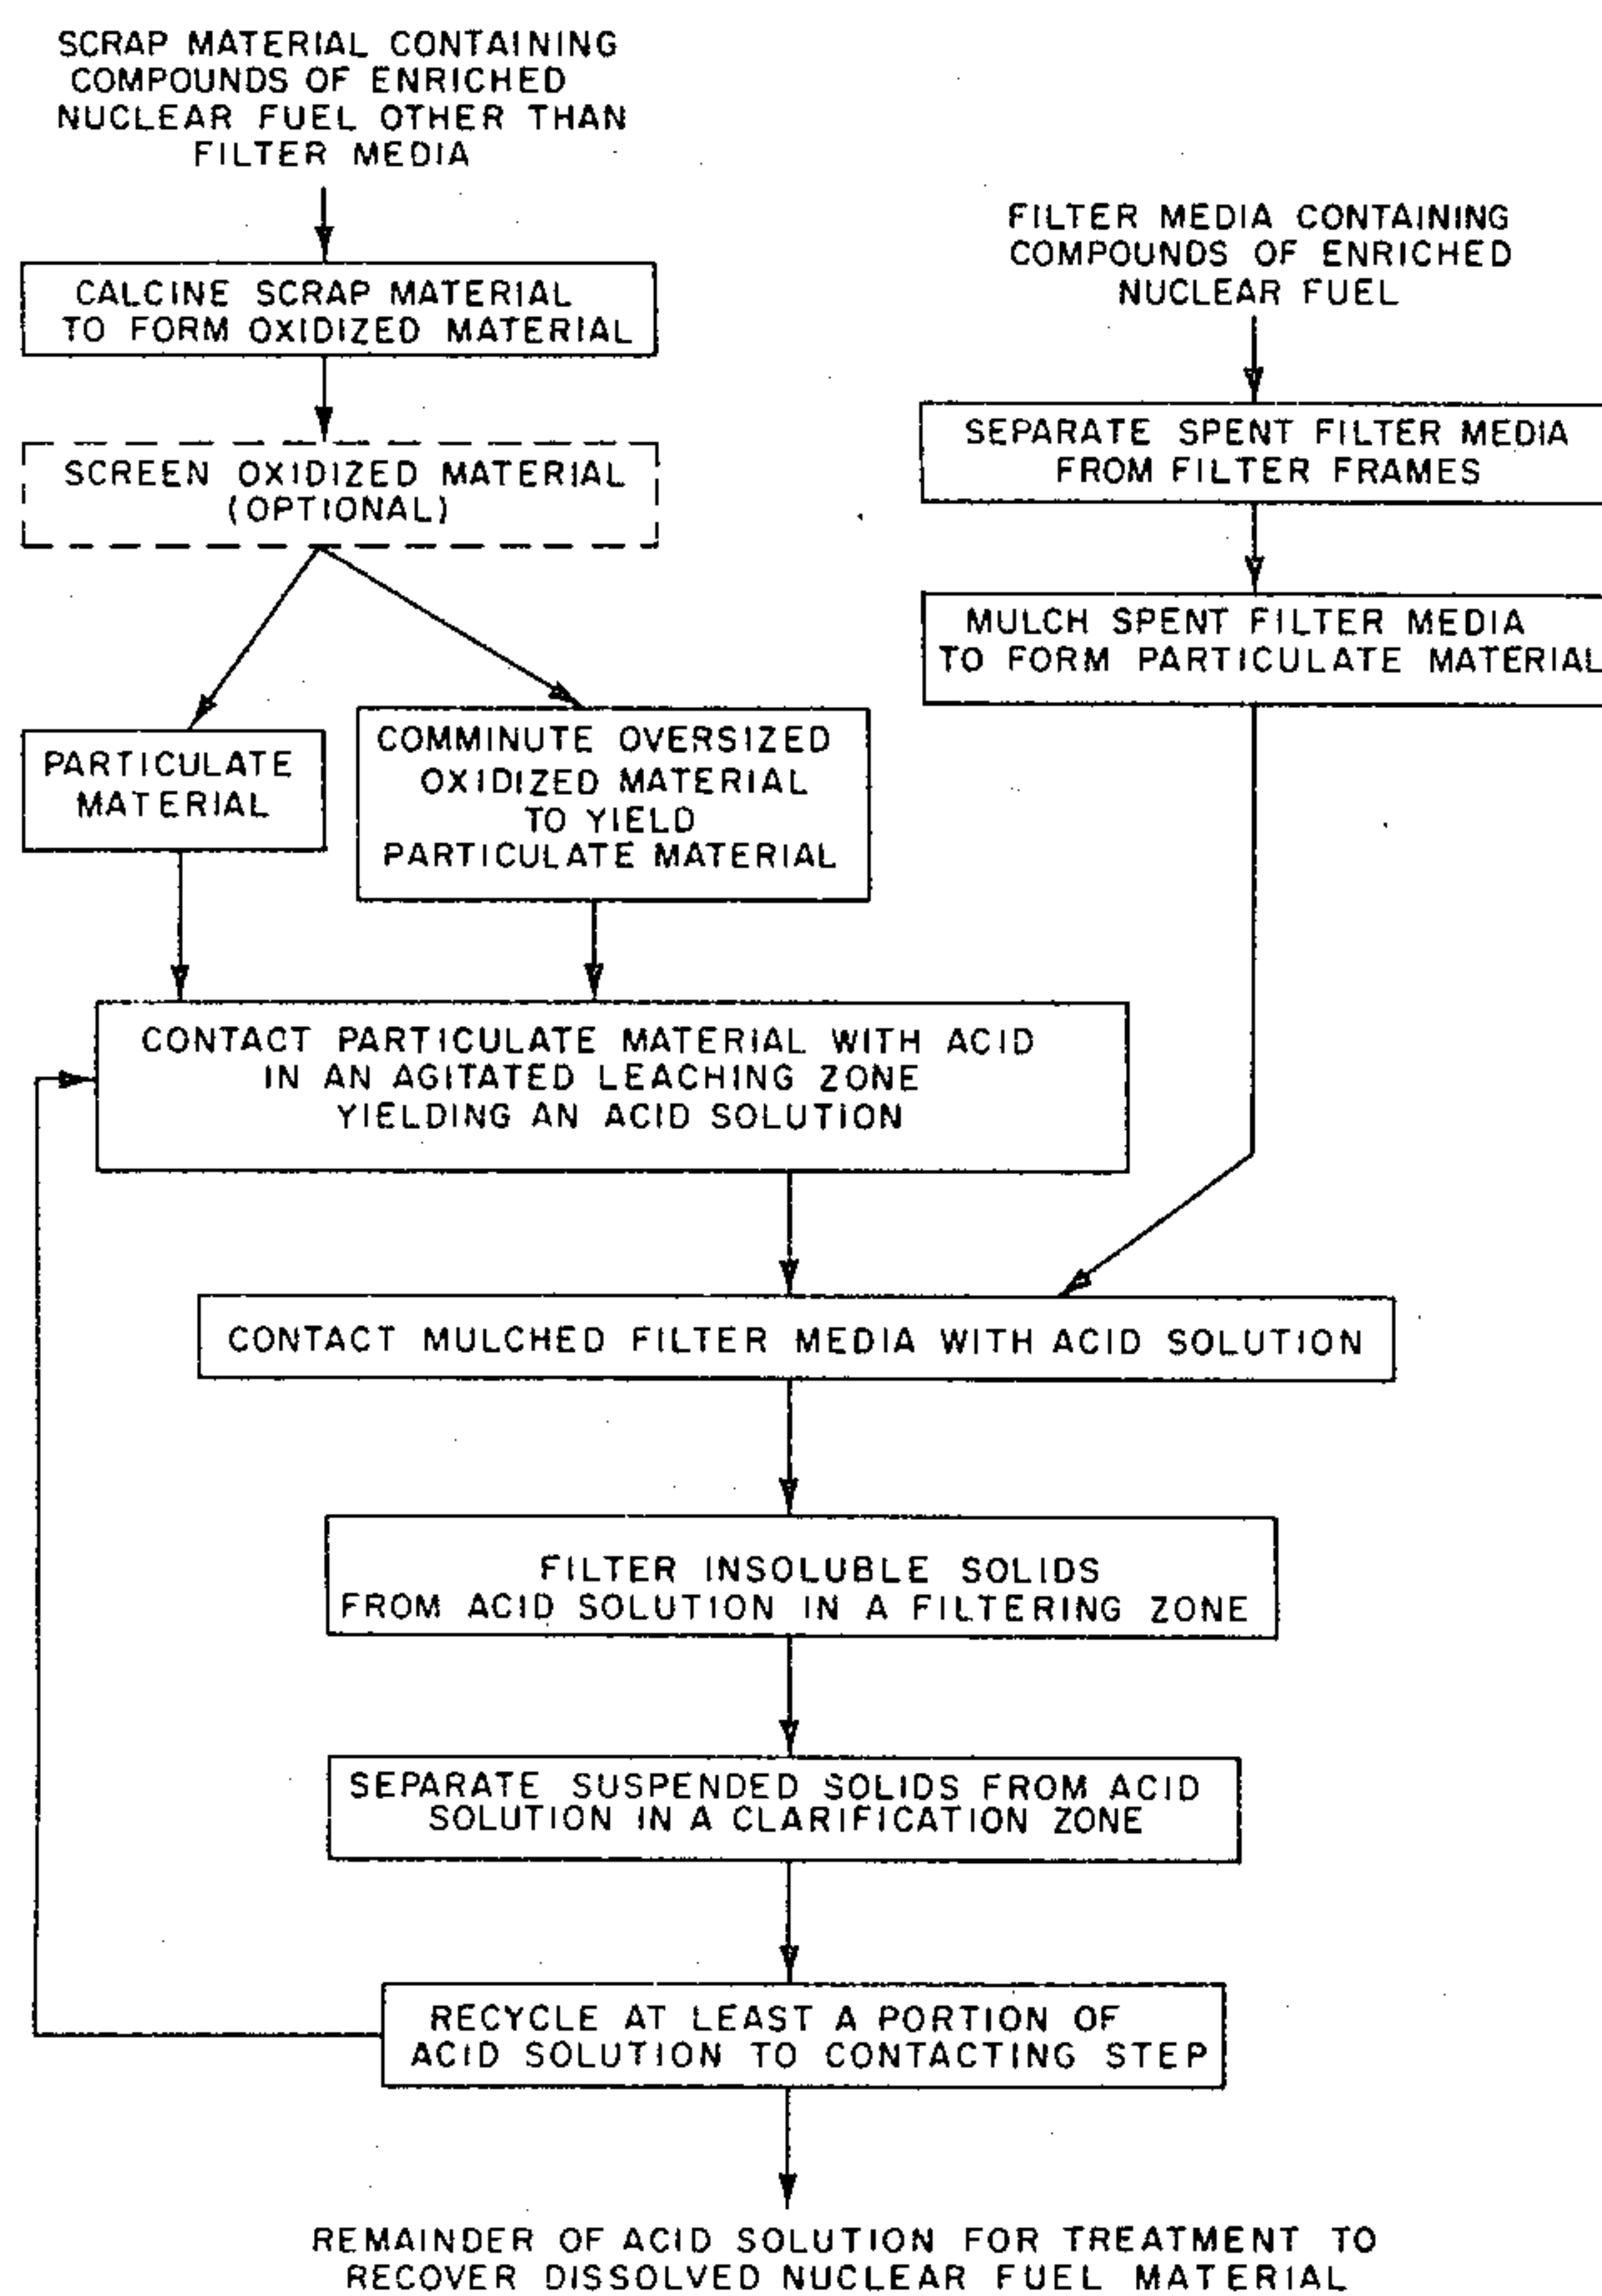 SCRAP MATERIAL CONTAINING
COMPOUNDS OF ENRICHED
NUCLEAR FUEL OTHER THAN
FILTER MEDIA
CALCINE SCRAP MATERIAL
TO FORM OXIDIZED MATERIAL
SCREEN OXIDIZED MATERIAL
(OPTIONAL)
PARTICULATE
MATERIAL
COMMINUTE OVERSIZED
OXIDIZED MATERIAL
TO YIELD
PARTICULATE MATERIAL
FILTER MEDIA CONTAINING
COMPOUNDS OF ENRICHED
NUCLEAR FUEL
SEPARATE SPENT FILTER MEDIA
FROM FILTER FRAMES
MULCH SPENT FILTER MEDIA
TO FORM PARTICULATE MATERIAL
CONTACT PARTICULATE MATERIAL WITH ACID
IN AN AGITATED LEACHING ZONE
YIELDING AN ACID SOLUTION
CONTACT MULCHED FILTER MEDIA WITH ACID SOLUTION
FILTER INSOLUBLE SOLIDS
FROM ACID SOLUTION IN A FILTERING ZONE
SEPARATE SUSPENDED SOLIDS FROM ACID
SOLUTION IN A CLARIFICATION ZONE
RECYCLE AT LEAST A PORTION OF
ACID SOLUTION TO CONTACTING STEP
REMAINDER OF ACID SOLUTION FOR TREATMENT TO
RECOVER DISSOLVED NUCLEAR FUEL MATERIAL